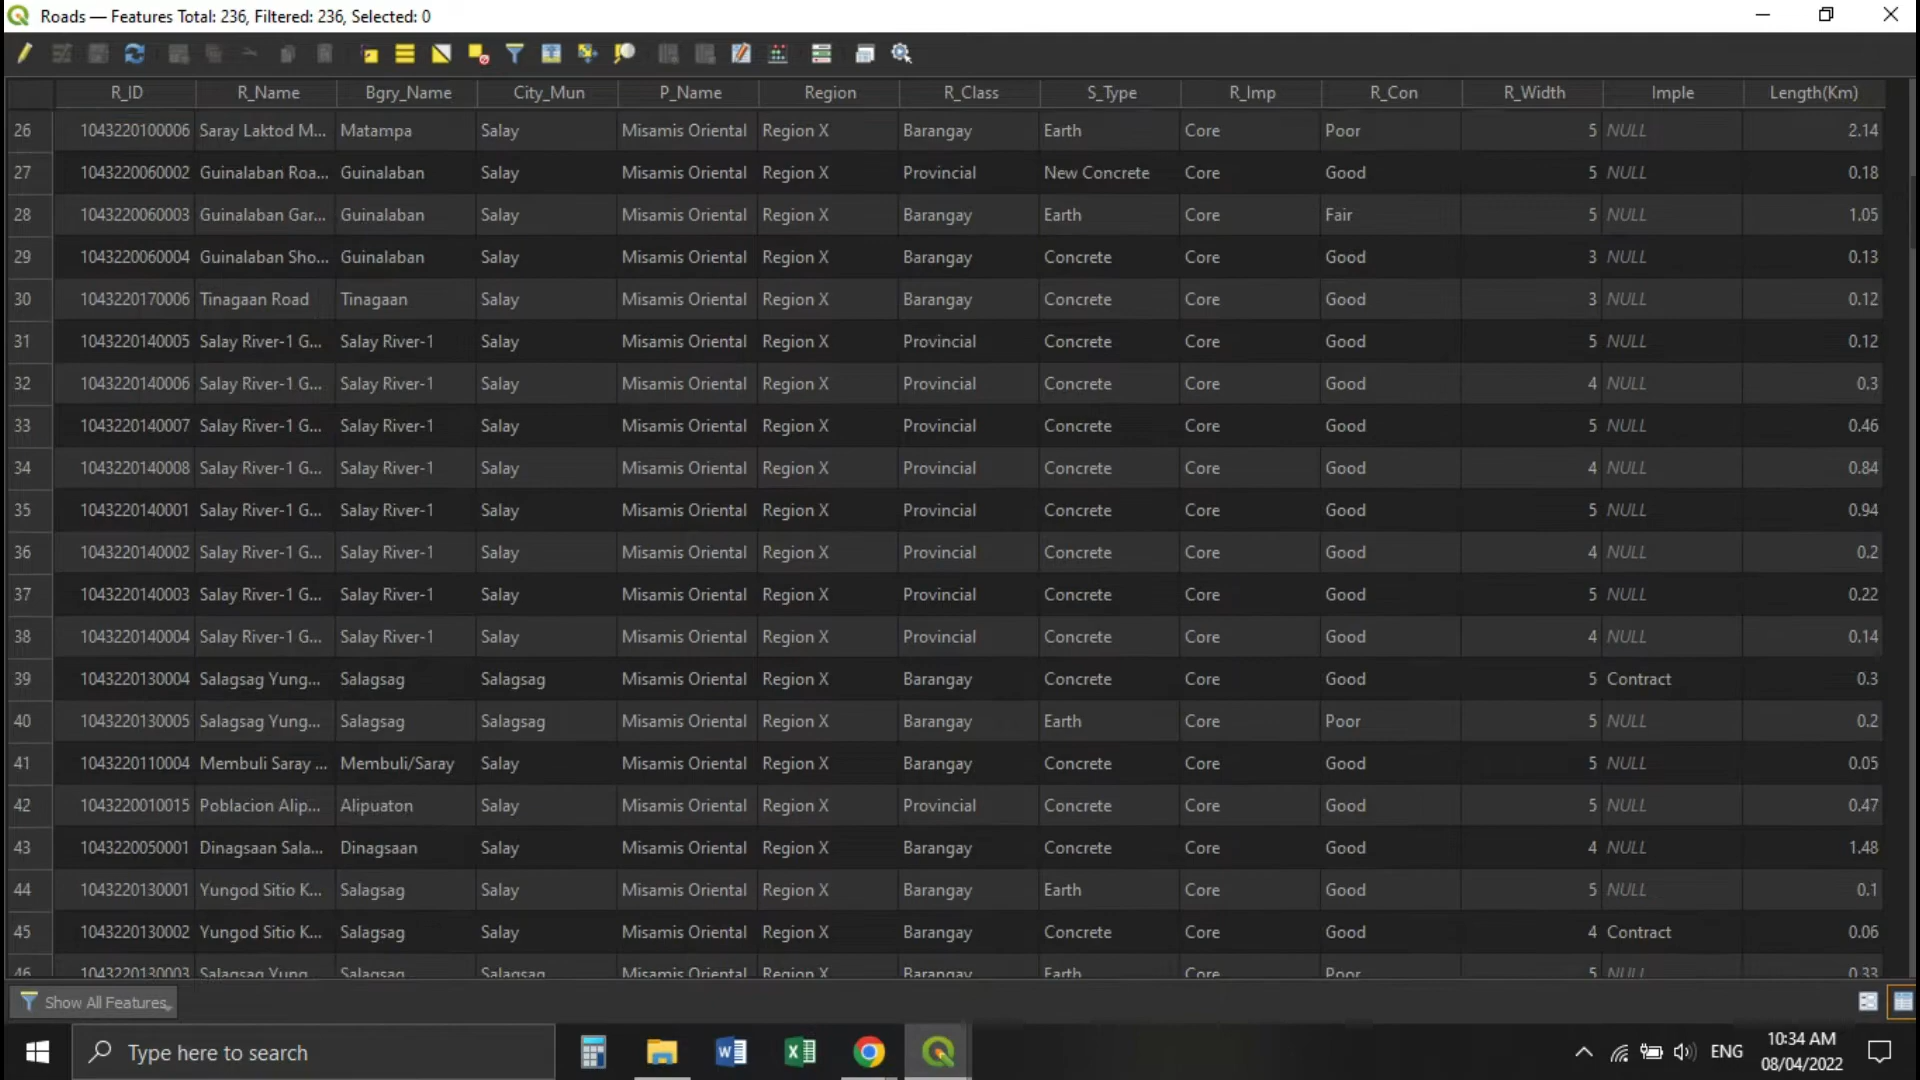 Roads — Features Total: 236, Filtered: 236, Selected: 0
R_ID R_Name Bgry_Name City_Mun P_Name Region R_Class S_Type R_Imp R_Con R_Width Imple Length(Km)
26 1043220100006 Saray Laktod M... Matampa Salay Misamis Oriental Region X Barangay Earth Core Poor 5 NULL 2.14
27 1043220060002 Guinalaban Roa... Guinalaban Salay Misamis Oriental Region X Provincial New Concrete Core Good 5 NULL 0.18
28 1043220060003 Guinalaban Gar... Guinalaban Salay Misamis Oriental Region X Barangay Earth Core Fair 5 NULL 1.05
29 1043220060004 Guinalaban Sho... Guinalaban Salay Misamis Oriental Region X Barangay Concrete Core Good 3 NULL 0.13
30 1043220170006 Tinagaan Road Tinagaan Salay Misamis Oriental Region X Barangay Concrete Core Good 3 NULL 0.12
31 1043220140005 Salay River-1 G... Salay River-1 Salay Misamis Oriental Region X Provincial Concrete Core Good 5 NULL 0.12
32 1043220140006 Salay River-1 G... Salay River-1 Salay Misamis Oriental Region X Provincial Concrete Core Good 4 NULL 0.3
33 1043220140007 Salay River-1 G... Salay River-1 Salay Misamis Oriental Region X Provincial Concrete Core Good 5 NULL 0.46
34 1043220140008 Salay River-1 G... Salay River-1 Salay Misamis Oriental Region X Provincial Concrete Core Good 4 NULL 0.84
35 1043220140001 Salay River-1 G... Salay River-1 Salay Misamis Oriental Region X Provincial Concrete Core Good 5 NULL 0.94
36 1043220140002 Salay River-1 G... Salay River-1 Salay Misamis Oriental Region X Provincial Concrete Core Good 4 NULL 0.2
37 1043220140003 Salay River-1 G... Salay River-1 Salay Misamis Oriental Region X Provincial Concrete Core Good 5 NULL 0.22
38 1043220140004 Salay River-1 G... Salay River-1 Salay Misamis Oriental Region X Provincial Concrete Core Good 4 NULL 0.14
39 1043220130004 Salagsag Yung... Salagsag Salagsag Misamis Oriental Region X Barangay Concrete Core Good 5 Contract 0.3
40 1043220130005 Salagsag Yung... Salagsag Salagsag Misamis Oriental Region X Barangay Earth Core Poor 5 NULL 0.2
41 1043220110004 Membuli Saray ... Membuli/Saray Salay Misamis Oriental Region X Barangay Concrete Core Good 5 NULL 0.05
42 1043220010015 Poblacion Alip... Alipuaton Salay Misamis Oriental Region X Provincial Concrete Core Good 5 NULL 0.47
43 1043220050001 Dinagsaan Sala... Dinagsaan Salay Misamis Oriental Region X Barangay Concrete Core Good 4 NULL 1.48
44 1043220130001 Yungod Sitio K... Salagsag Salay Misamis Oriental Region X Barangay Earth Core Good 5 NULL 0.1
45 1043220130002 Yungod Sitio K... Salagsag Salay Misamis Oriental Region X Barangay Concrete Core Good 4 Contract 0.06
46 1043220130003 Salagsag Yung Salagsag Salagsag Misamis Oriental Region X Barangay Earth Core Poor 5 NULL 0.33
Show All Features
Type here to search
ENG
10:34 AM
08/04/2022